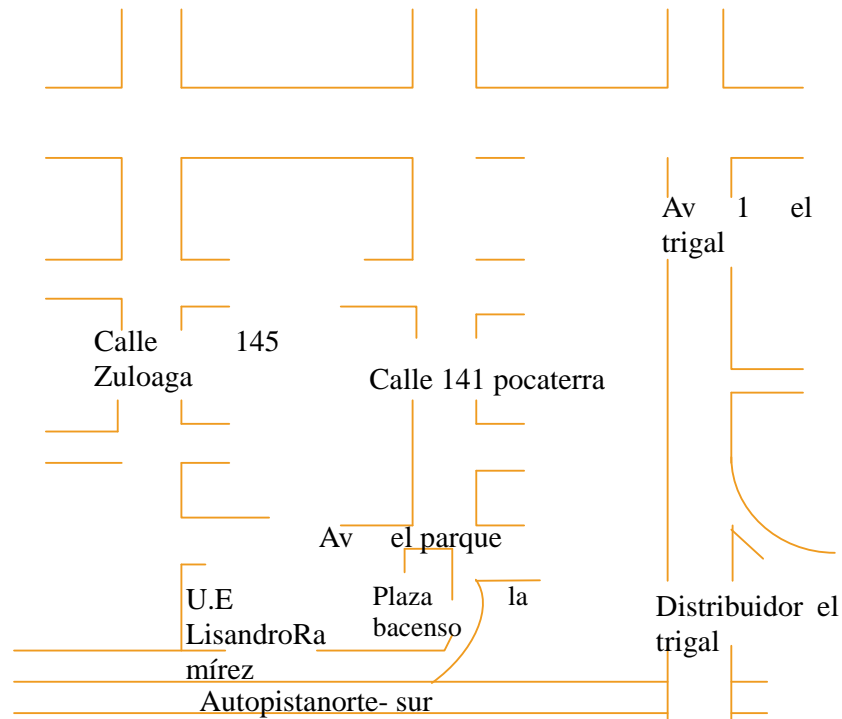 Av 1 el
trigal
Calle 145
Zuloaga
Calle 141 pocaterra
Av el parque
U.E
LisandroRa
mírez
Plaza la
bacenso
Distribuidor el
trigal
Autopistanorte- sur